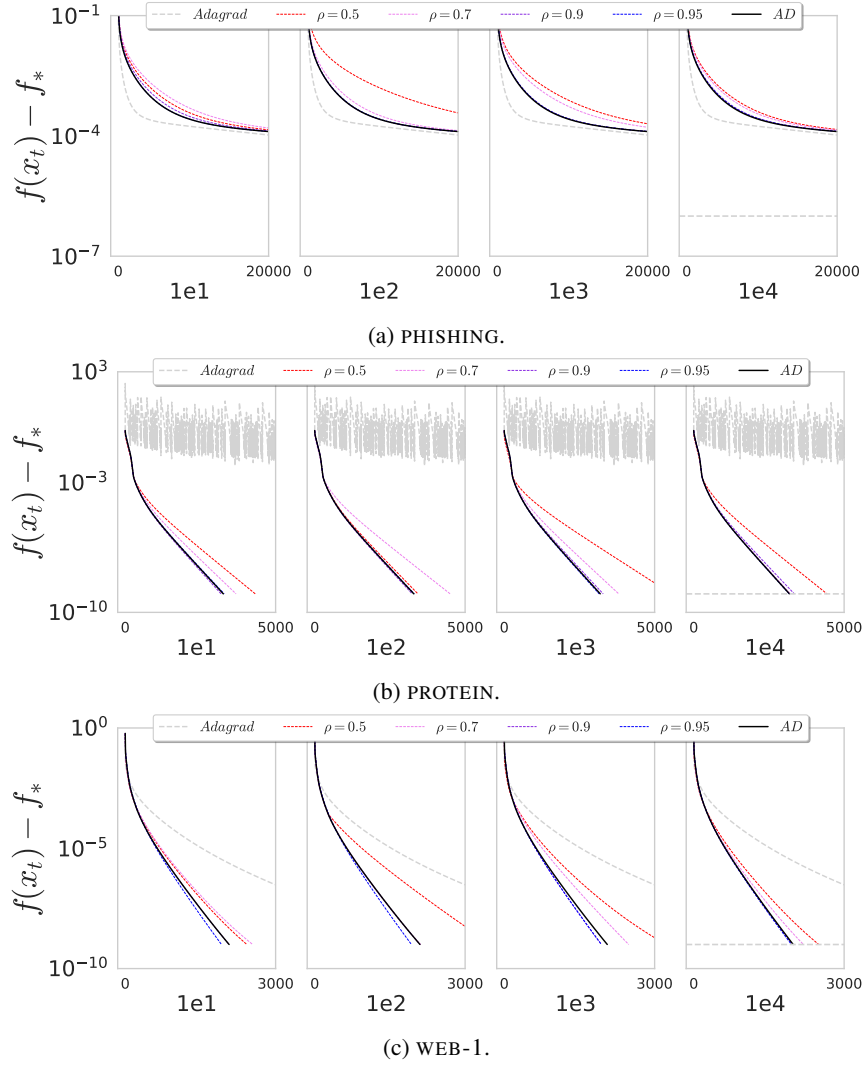 Adagrad ρ = 0.5 ρ = 0.7 ρ = 0.9 ρ = 0.95 AD
f(x_t) − f_*
10^{-1}
10^{-4}
10^{-7}
0 20000 0 20000 0 20000 0 20000
1e1 1e2 1e3 1e4
(a) PHISHING.
Adagrad ρ = 0.5 ρ = 0.7 ρ = 0.9 ρ = 0.95 AD
f(x_t) − f_*
10^{3}
10^{-3}
10^{-10}
0 5000 0 5000 0 5000 0 5000
1e1 1e2 1e3 1e4
(b) PROTEIN.
Adagrad ρ = 0.5 ρ = 0.7 ρ = 0.9 ρ = 0.95 AD
f(x_t) − f_*
10^{0}
10^{-5}
10^{-10}
0 3000 0 3000 0 3000 0 3000
1e1 1e2 1e3 1e4
(c) WEB-1.